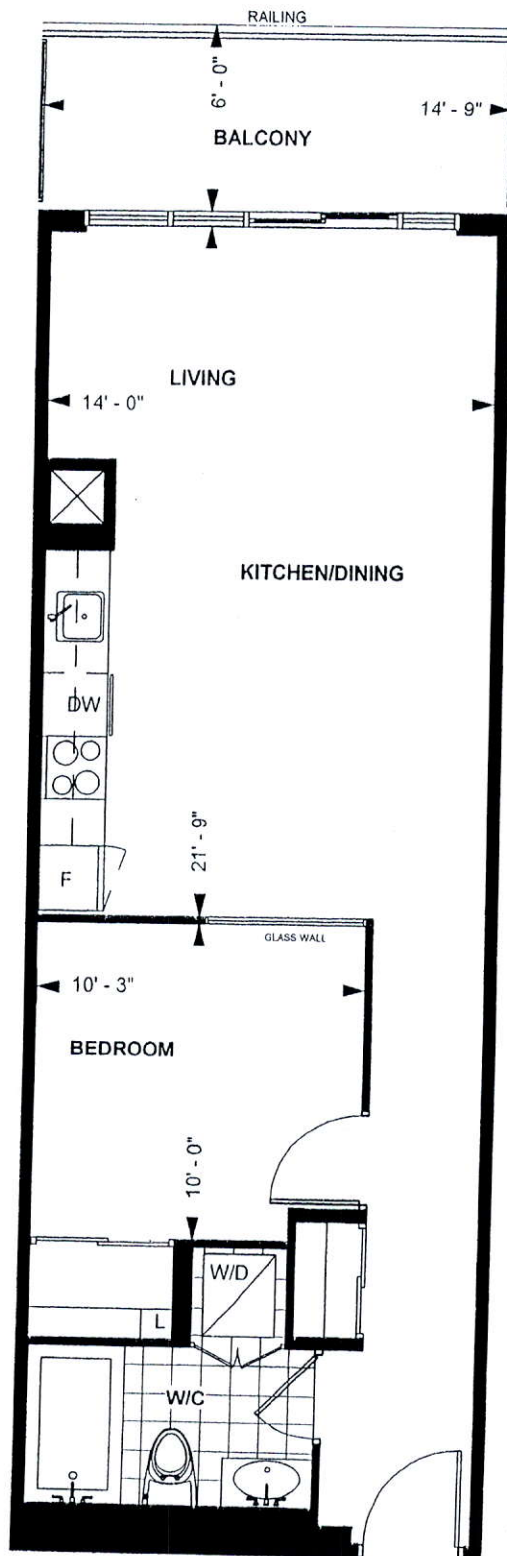 RAILING
6' - 0"
14' - 9"
BALCONY
LIVING
14' - 0"
KITCHEN/DINING
DW
21' - 9"
F
GLASS WALL
10' - 3"
BEDROOM
10' - 0"
W/D
L
W/C